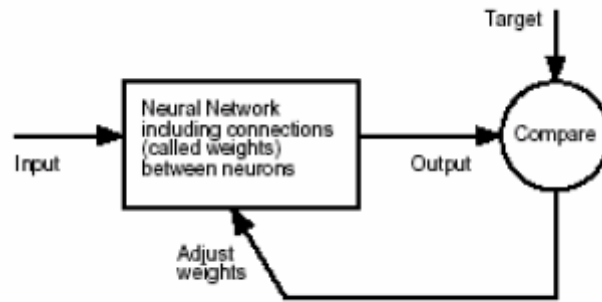 Target
Neural Network
including connections
(called weights)
between neurons
Compare
Input
Output
Adjust
weights